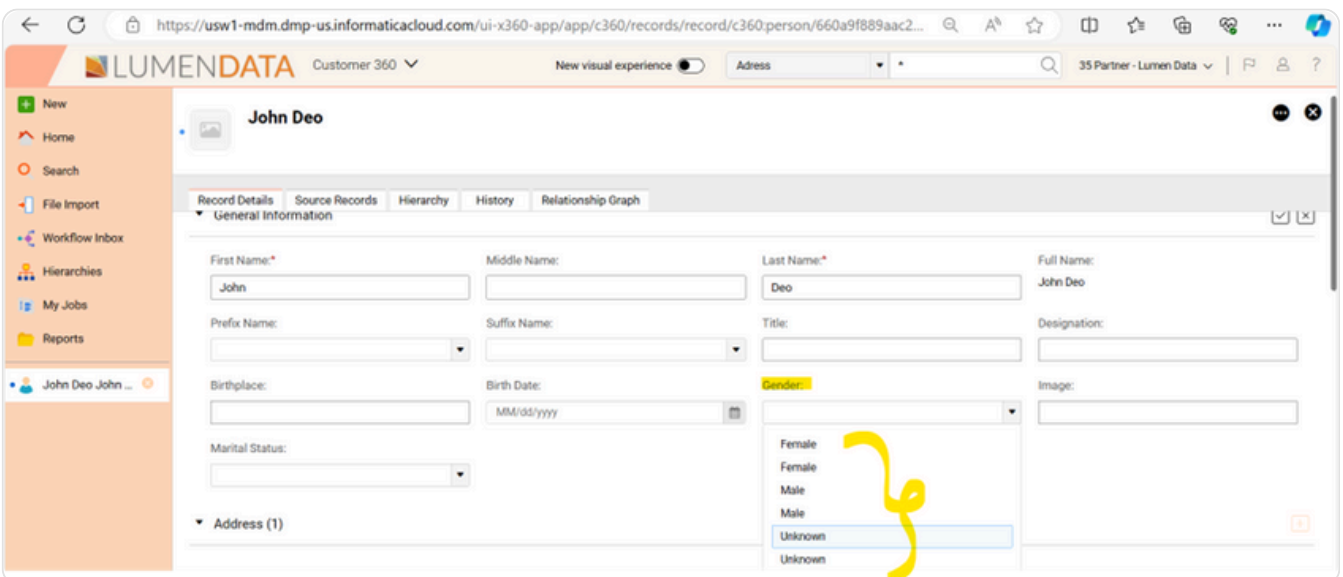 https://usw1-mdm.dmp-us.informaticacloud.com/ui-x360-app/app/c360/records/record/c360:person/660a9f889aac2...
LUMENDATA Customer 360 New visual experience Adress * 35 Partner - Lumen Data ?
New
Home
Search
File Import
Workflow Inbox
Hierarchies
My Jobs
Reports
John Deo John ...
John Deo
Record Details Source Records Hierarchy History Relationship Graph
General Information
First Name:* Middle Name: Last Name:* Full Name:
John Deo John Deo
Prefix Name: Suffix Name: Title: Designation:
Birthplace: Birth Date: Gender: Image:
MM/dd/yyyy
Marital Status:
Female
Female
Male
Male
Unknown
Unknown
Address (1)